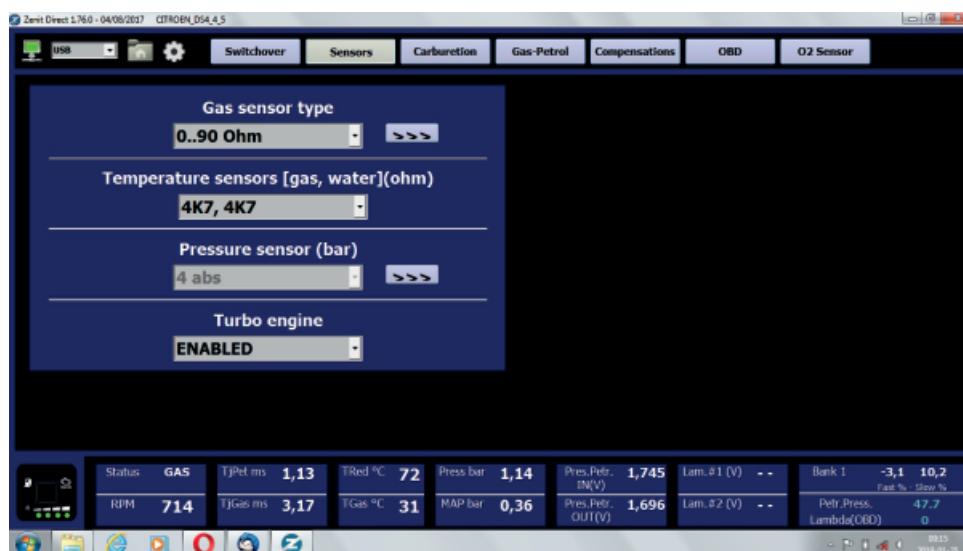 Zenit Direct 1.76.0 - 04/08/2017 CITROEN_DS4_4_5
USB Switchover Sensors Carburetion Gas-Petrol Compensations OBD O2 Sensor
Gas sensor type
0..90 Ohm >>>
Temperature sensors [gas, water](ohm)
4K7, 4K7
Pressure sensor (bar)
4 abs >>>
Turbo engine
ENABLED
Status GAS TjPet ms 1,13 TRed °C 72 Press bar 1,14 Pres.Petr. IN(V) 1,745 Lam.#1 (V) - - Bank 1 -3,1 10,2
Fast % - Slow %
RPM 714 TjGas ms 3,17 TGas °C 31 MAP bar 0,36 Pres.Petr. OUT(V) 1,696 Lam.#2 (V) - - Petr.Press. 47.7
Lambda(OBD) 0
0815